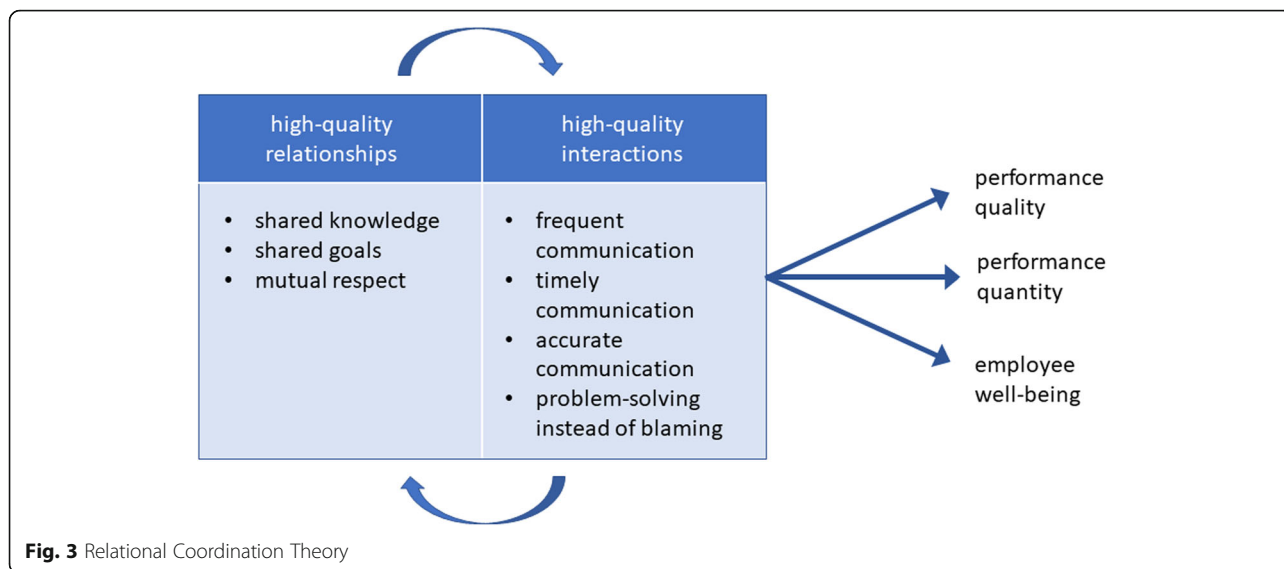 high-quality
relationships
high-quality
interactions
• shared knowledge
• shared goals
• mutual respect
• frequent
communication
• timely
communication
• accurate
communication
• problem-solving
instead of blaming
performance
quality
performance
quantity
employee
well-being
Fig. 3 Relational Coordination Theory